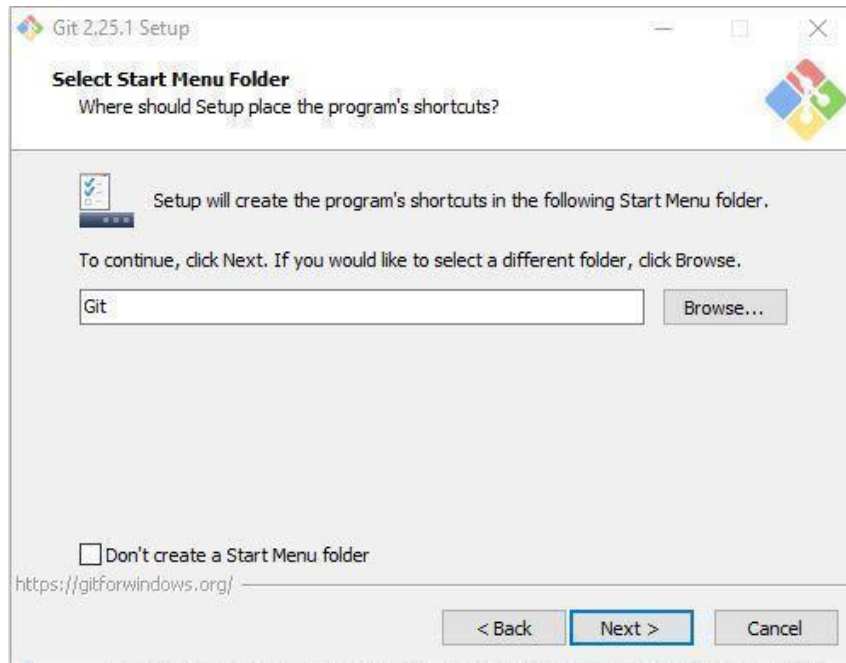 Git 2.25.1 Setup
Select Start Menu Folder
Where should Setup place the program's shortcuts?
Setup will create the program's shortcuts in the following Start Menu folder.
To continue, click Next. If you would like to select a different folder, click Browse.
Git
Browse...
Don't create a Start Menu folder
https://gitforwindows.org/
< Back
Next >
Cancel